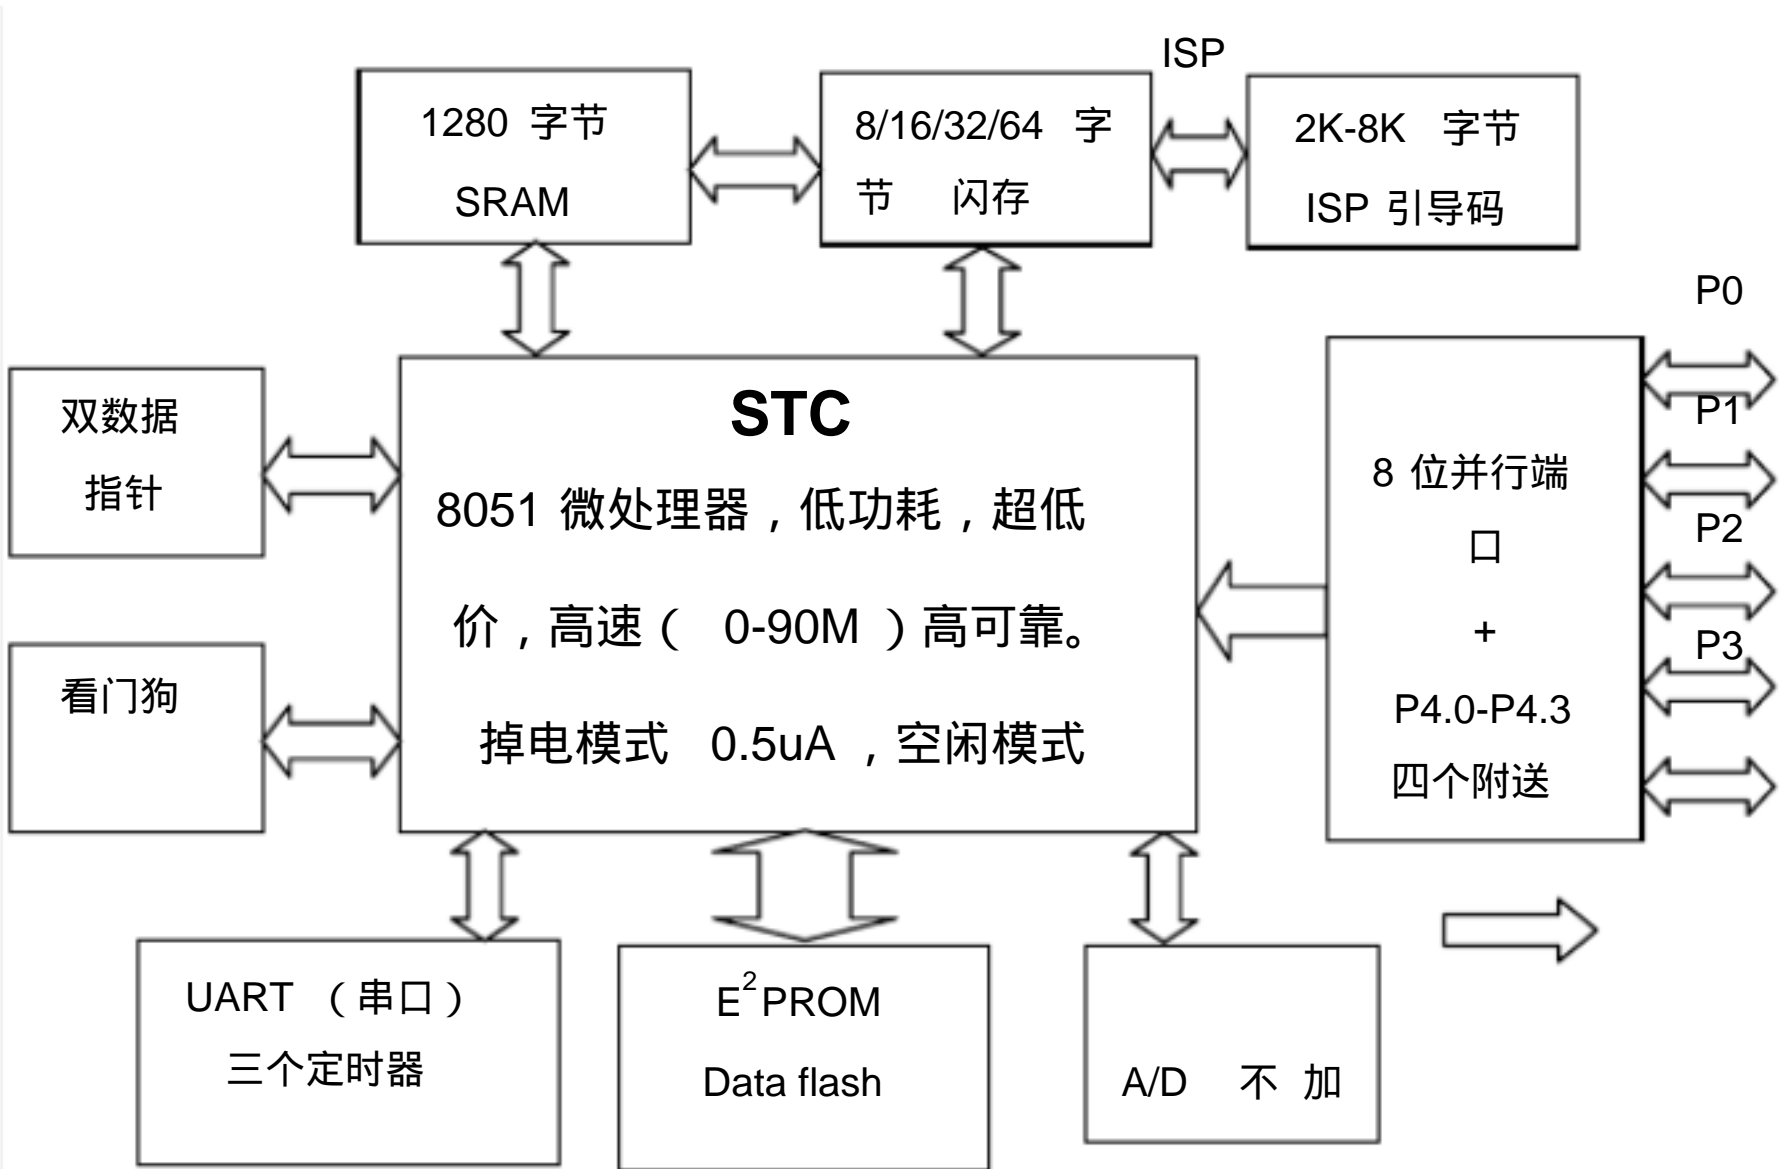 ISP
1280 字节
SRAM
8/16/32/64 字
节 闪存
2K-8K 字节
ISP 引导码
双数据
指针
看门狗
STC
8051 微处理器，低功耗，超低
价，高速（ 0-90M ）高可靠。
掉电模式 0.5uA ，空闲模式
8 位并行端
口
+
P4.0-P4.3
四个附送
P0
P1
P2
P3
UART （串口）
三个定时器
E²PROM
Data flash
A/D 不 加